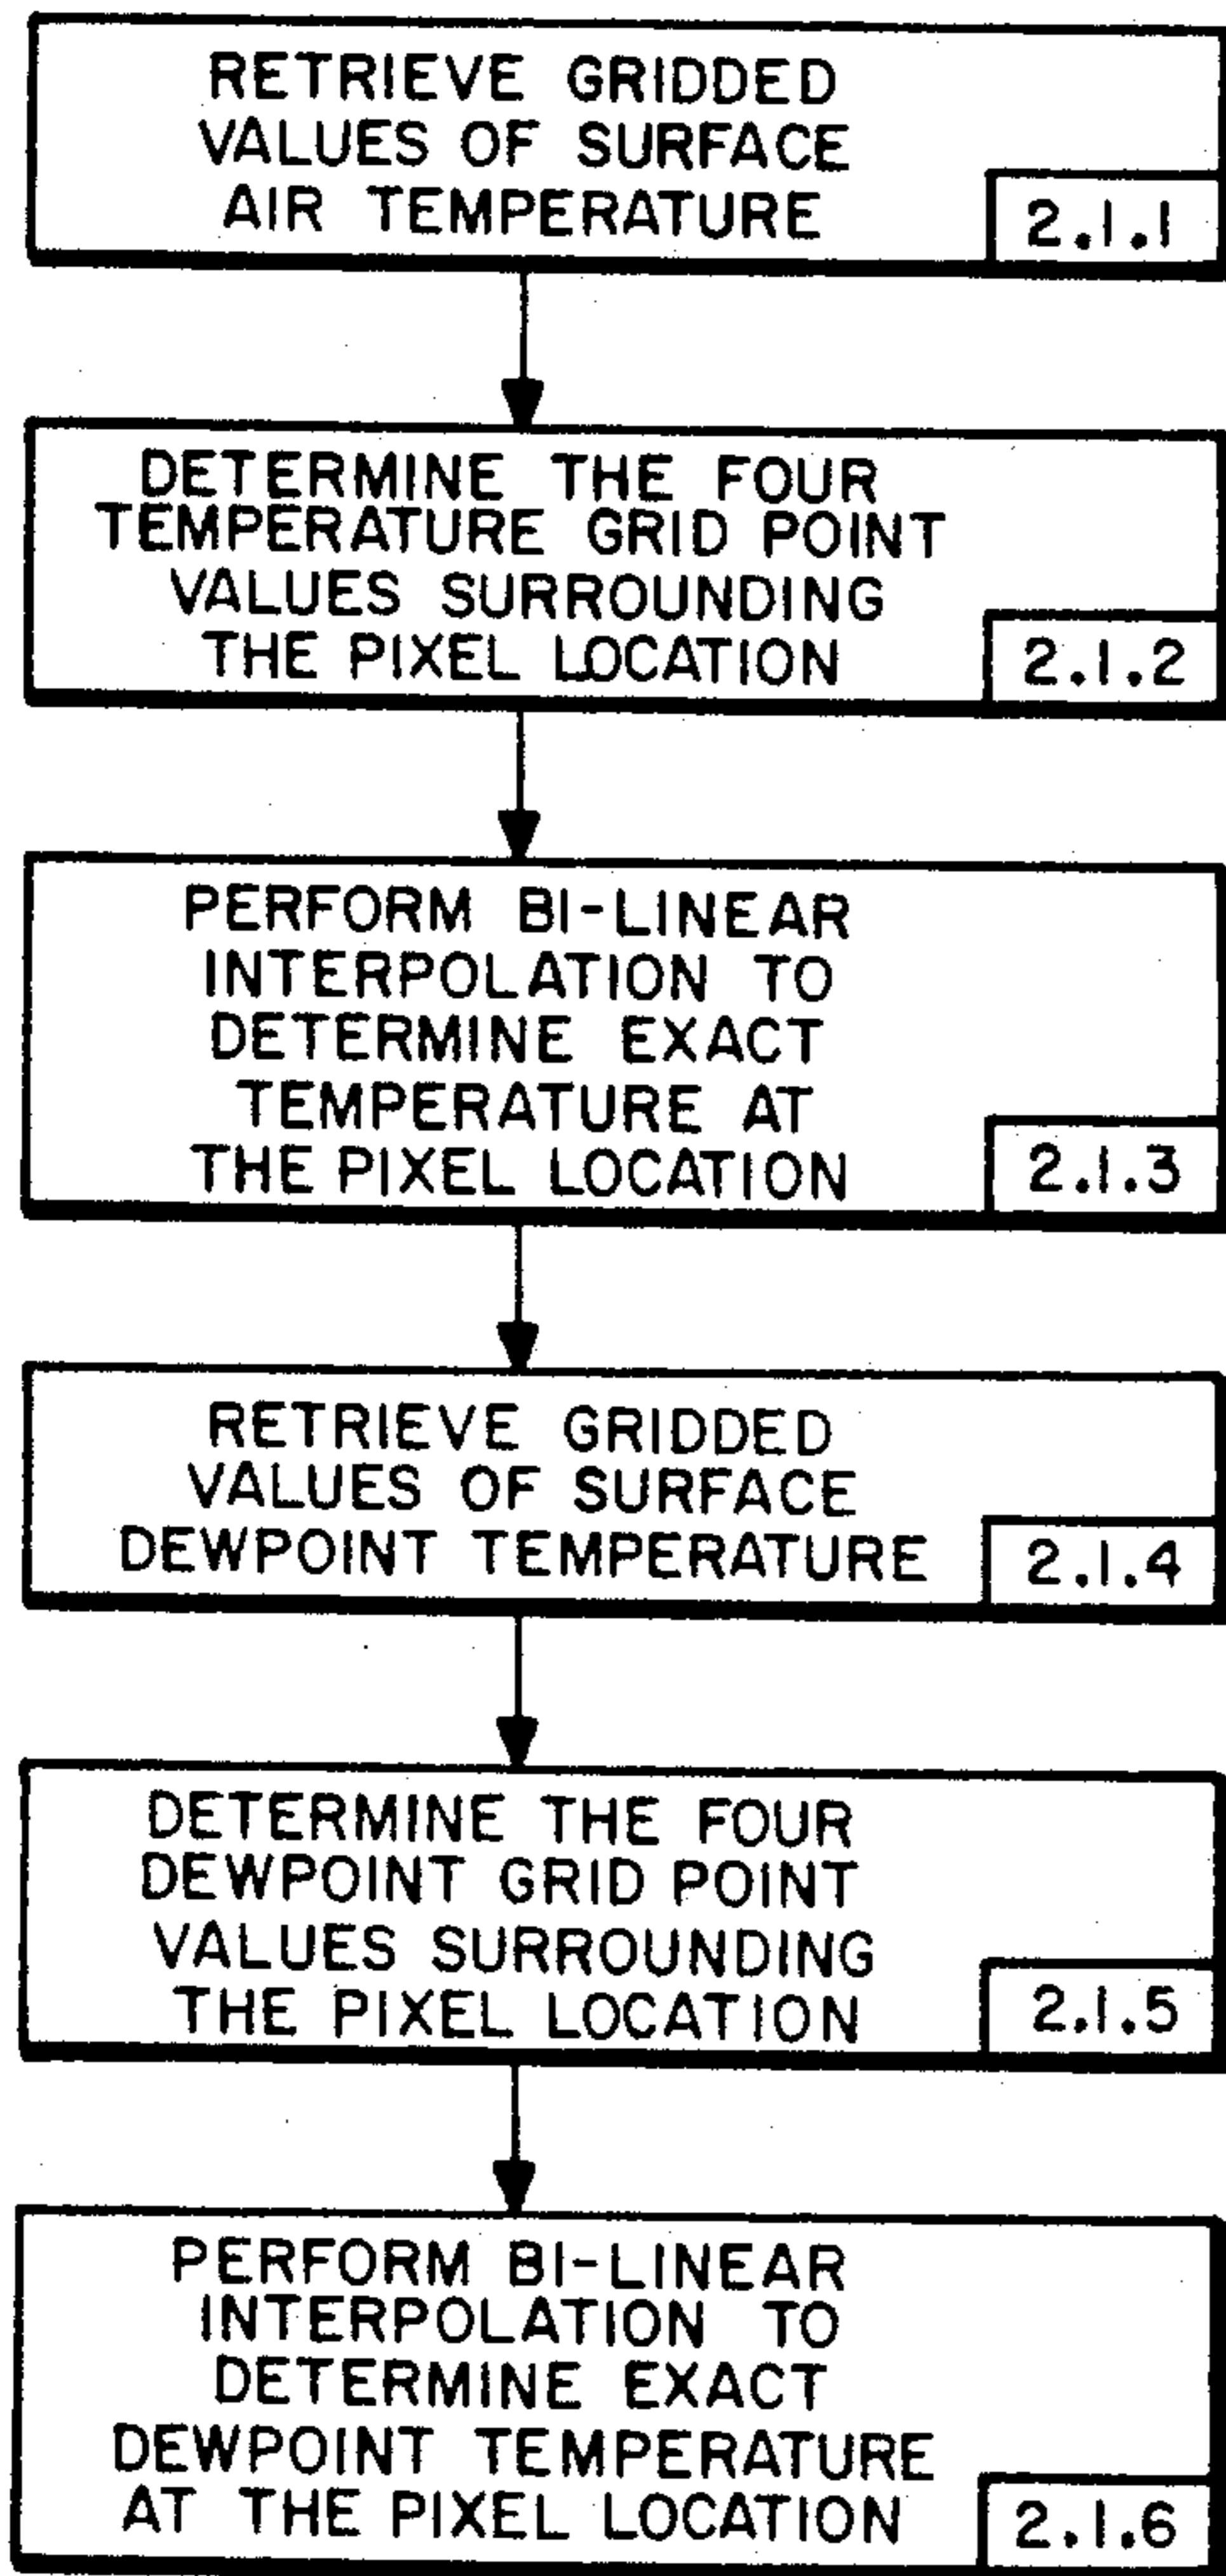 RETRIEVE GRIDDED
VALUES OF SURFACE
AIR TEMPERATURE
2.1.1
DETERMINE THE FOUR
TEMPERATURE GRID POINT
VALUES SURROUNDING
THE PIXEL LOCATION
2.1.2
PERFORM BI-LINEAR
INTERPOLATION TO
DETERMINE EXACT
TEMPERATURE AT
THE PIXEL LOCATION
2.1.3
RETRIEVE GRIDDED
VALUES OF SURFACE
DEWPOINT TEMPERATURE
2.1.4
DETERMINE THE FOUR
DEWPOINT GRID POINT
VALUES SURROUNDING
THE PIXEL LOCATION
2.1.5
PERFORM BI-LINEAR
INTERPOLATION TO
DETERMINE EXACT
DEWPOINT TEMPERATURE
AT THE PIXEL LOCATION
2.1.6